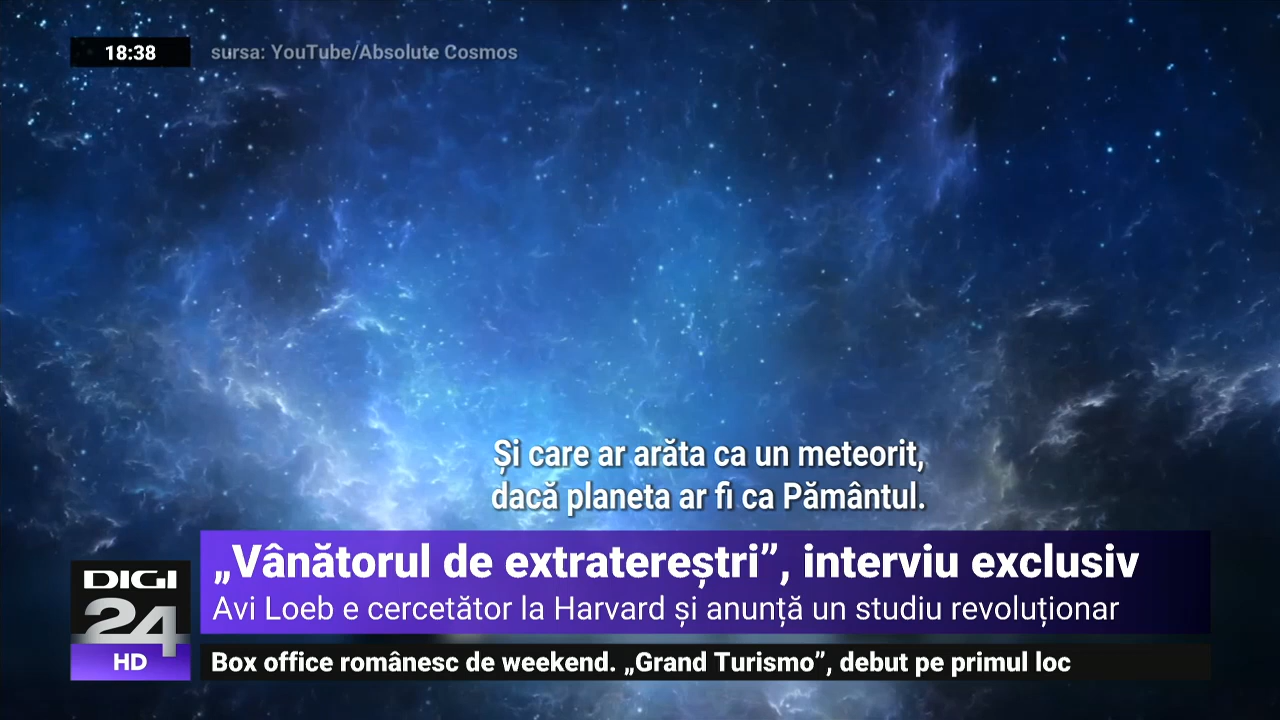 18:38
sursa: YouTube/Absolute Cosmos
Și care ar arăta ca un meteorit,
dacă planeta ar fi ca Pământul.
„Vânătorul de extratereștri”, interviu exclusiv
Avi Loeb e cercetător la Harvard și anunță un studiu revoluționar
DIGI
24
HD
Box office românesc de weekend. „Grand Turismo”, debut pe primul loc